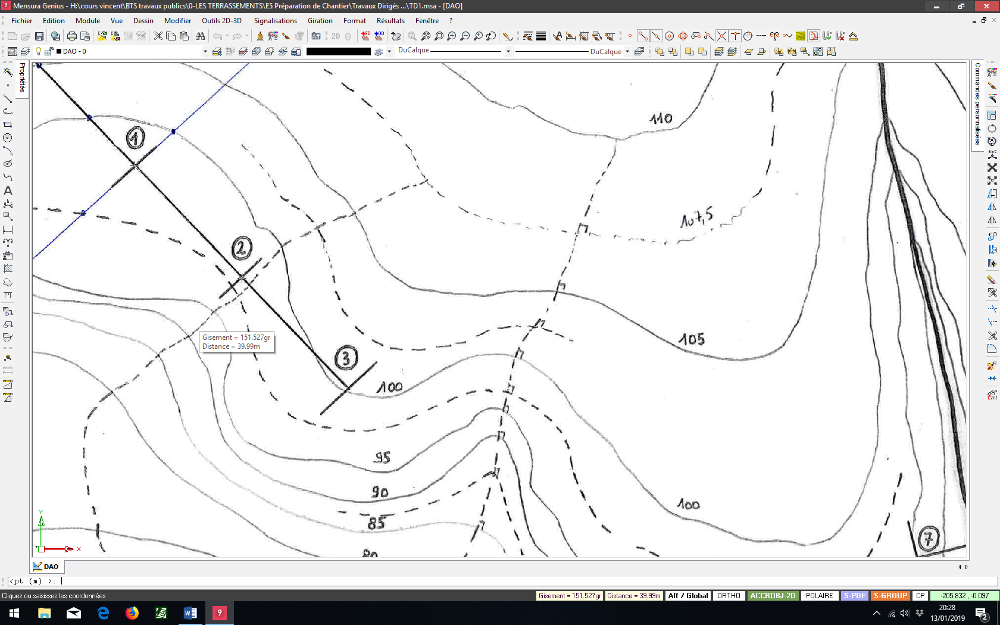 9 Mensura Genius - H:\cours vincent\BTS travaux publics\0-LES TERRASSEMENTS\E5 Préparation de Chantier\Travaux Dirigés ...\TD1.msa - [DAO]
Fichier Edition Module Vue Dessin Modifier Outils 2D-3D Signalisations Giration Format Résultats Fenêtre ?
Aff 2D
DAO - 0 DuCalque DuCalque
Propriétés
Commandes personnalisées
110
1
107,5
2
Gisement = 151.527gr
Distance = 39.99m
105
3
100
95
90
100
85
7
80
Y
X
DAO
<pt (m) >:
Cliquez ou saisissez les coordonnées Gisement = 151.527gr Distance = 39.99m Aff / Global ORTHO ACCROBJ-2D POLAIRE S-PDF S-GROUP CP -205.832 , -0.097
20:28
13/01/2019
2